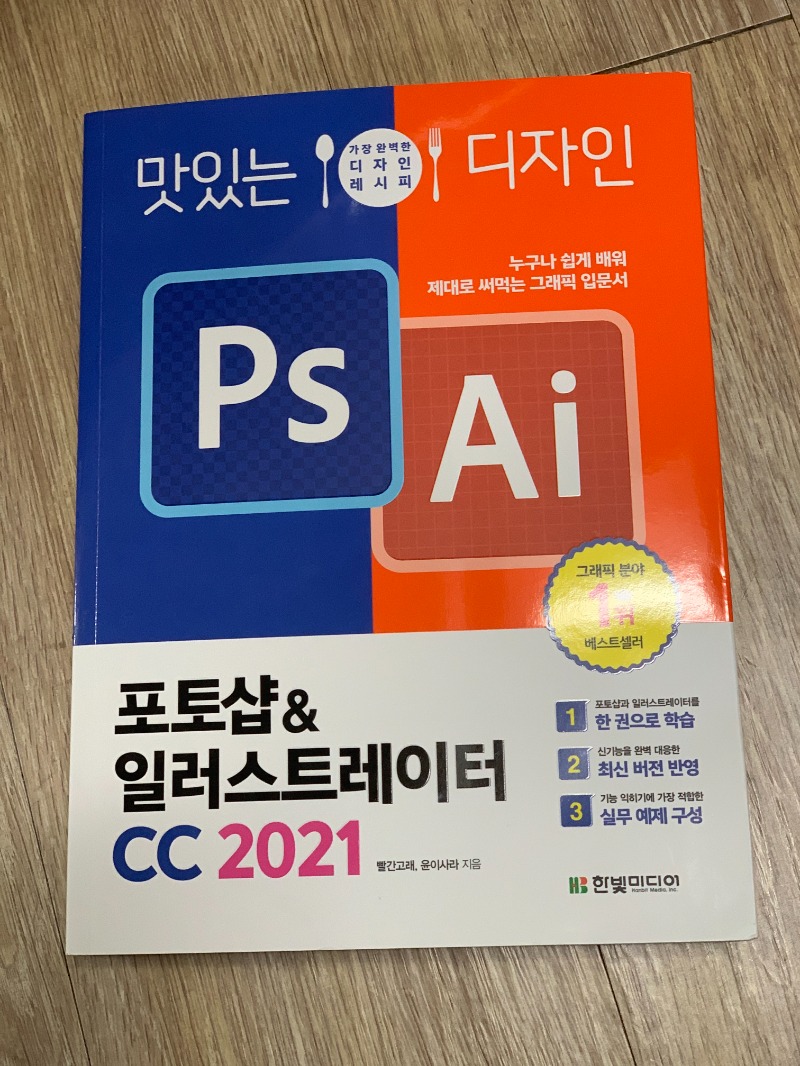 맛있는 디자인
가장 완벽한
디자인
레시피
누구나 쉽게 배워
제대로 써먹는 그래픽 입문서
Ps
Ai
그래픽 분야
1위
베스트셀러
포토샵&
일러스트레이터
CC 2021
빨간고래, 윤이사라 지음
1 포토샵과 일러스트레이터를
한 권으로 학습
2 신기능을 완벽 대응한
최신 버전 반영
3 기능 익히기에 가장 적합한
실무 예제 구성
HB 한빛미디어
Hanbit Media, Inc.